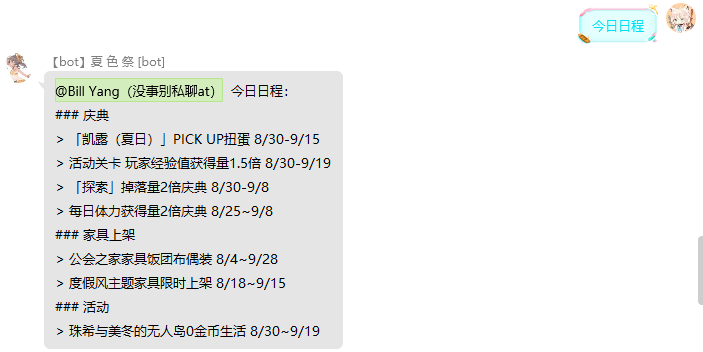 今日日程
【bot】夏色祭 [bot]
@Bill Yang（没事别私聊at） 今日日程：
### 庆典
> 「凯露（夏日）」PICK UP扭蛋 8/30-9/15
> 活动关卡 玩家经验值获得量1.5倍 8/30-9/19
> 「探索」掉落量2倍庆典 8/30-9/8
> 每日体力获得量2倍庆典 8/25~9/8
### 家具上架
> 公会之家家具饭团布偶装 8/4~9/28
> 度假风主题家具限时上架 8/18~9/15
### 活动
> 珠希与美冬的无人岛0金币生活 8/30~9/19